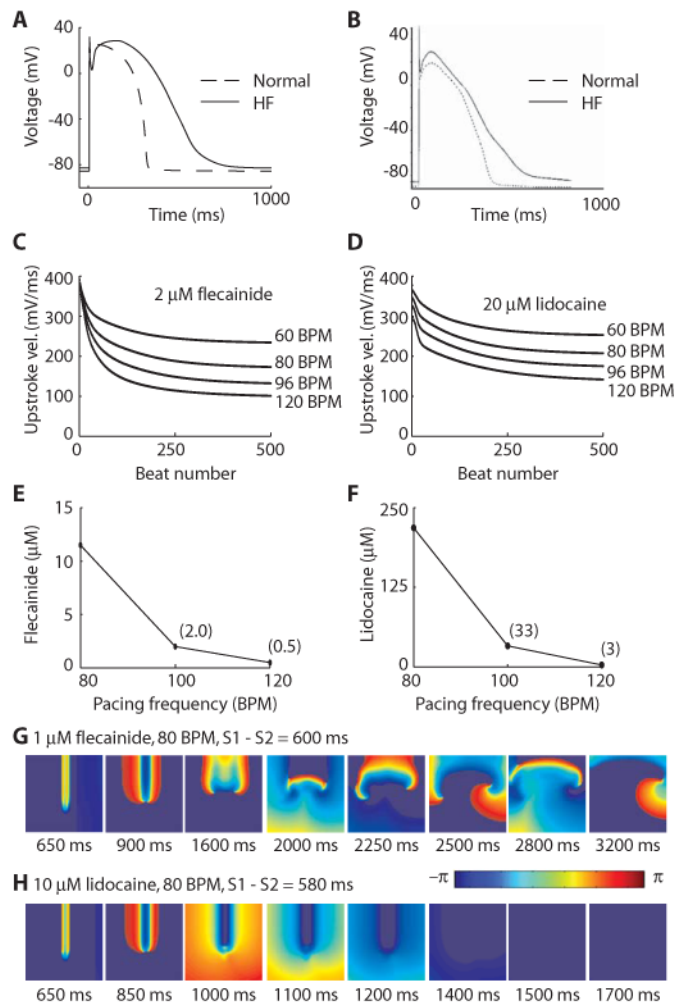 A
B
40
0
-40
-80
Voltage (mV)
Normal
HF
0
1000
Time (ms)
40
0
-40
-80
Voltage (mV)
Normal
HF
0
1000
Time (ms)
C
D
400
300
200
100
0
Upstroke vel. (mV/ms)
2 μM flecainide
60 BPM
80 BPM
96 BPM
120 BPM
0
250
500
Beat number
400
300
200
100
0
Upstroke vel. (mV/ms)
20 μM lidocaine
60 BPM
80 BPM
96 BPM
120 BPM
0
250
500
Beat number
E
F
15
10
5
0
Flecainide (μM)
(2.0)
(0.5)
80
100
120
Pacing frequency (BPM)
250
125
0
Lidocaine (μM)
(33)
(3)
80
100
120
Pacing frequency (BPM)
G 1 μM flecainide, 80 BPM, S1 - S2 = 600 ms
650 ms 900 ms 1600 ms 2000 ms 2250 ms 2500 ms 2800 ms 3200 ms
−π π
H 10 μM lidocaine, 80 BPM, S1 - S2 = 580 ms
650 ms 850 ms 1000 ms 1100 ms 1200 ms 1400 ms 1500 ms 1700 ms